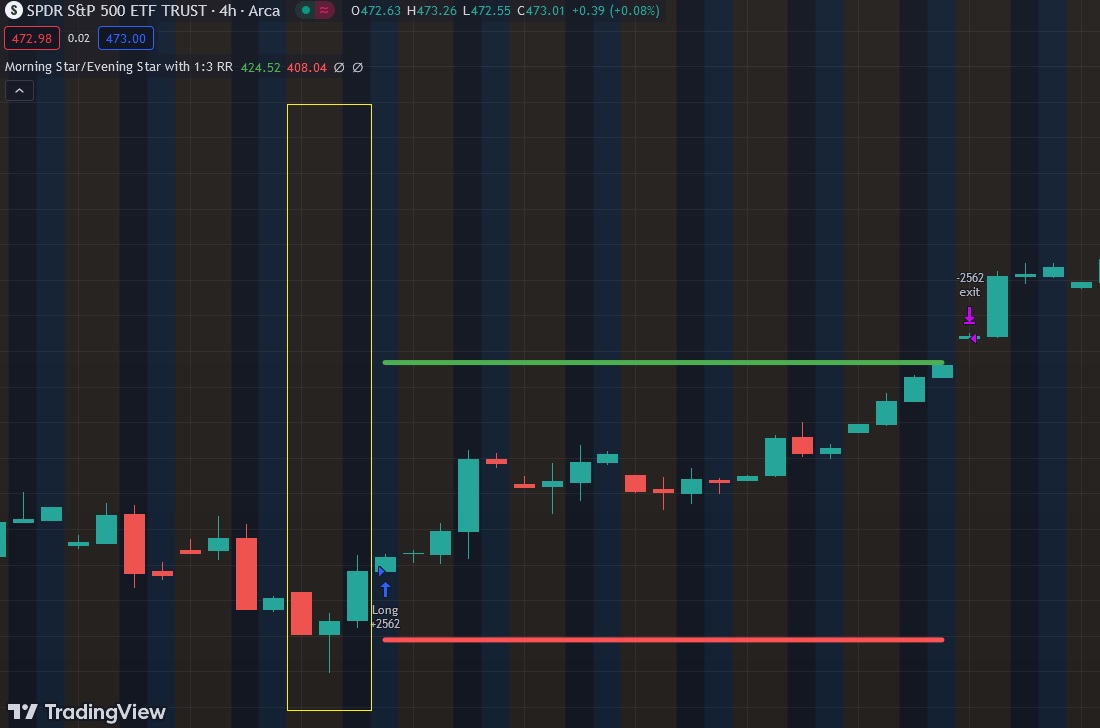 S SPDR S&P 500 ETF TRUST · 4h · Arca O472.63 H473.26 L472.55 C473.01 +0.39 (+0.08%)
472.98 0.02 473.00
Morning Star/Evening Star with 1:3 RR 424.52 408.04 Ø Ø
-2562
exit
Long
+2562
TradingView